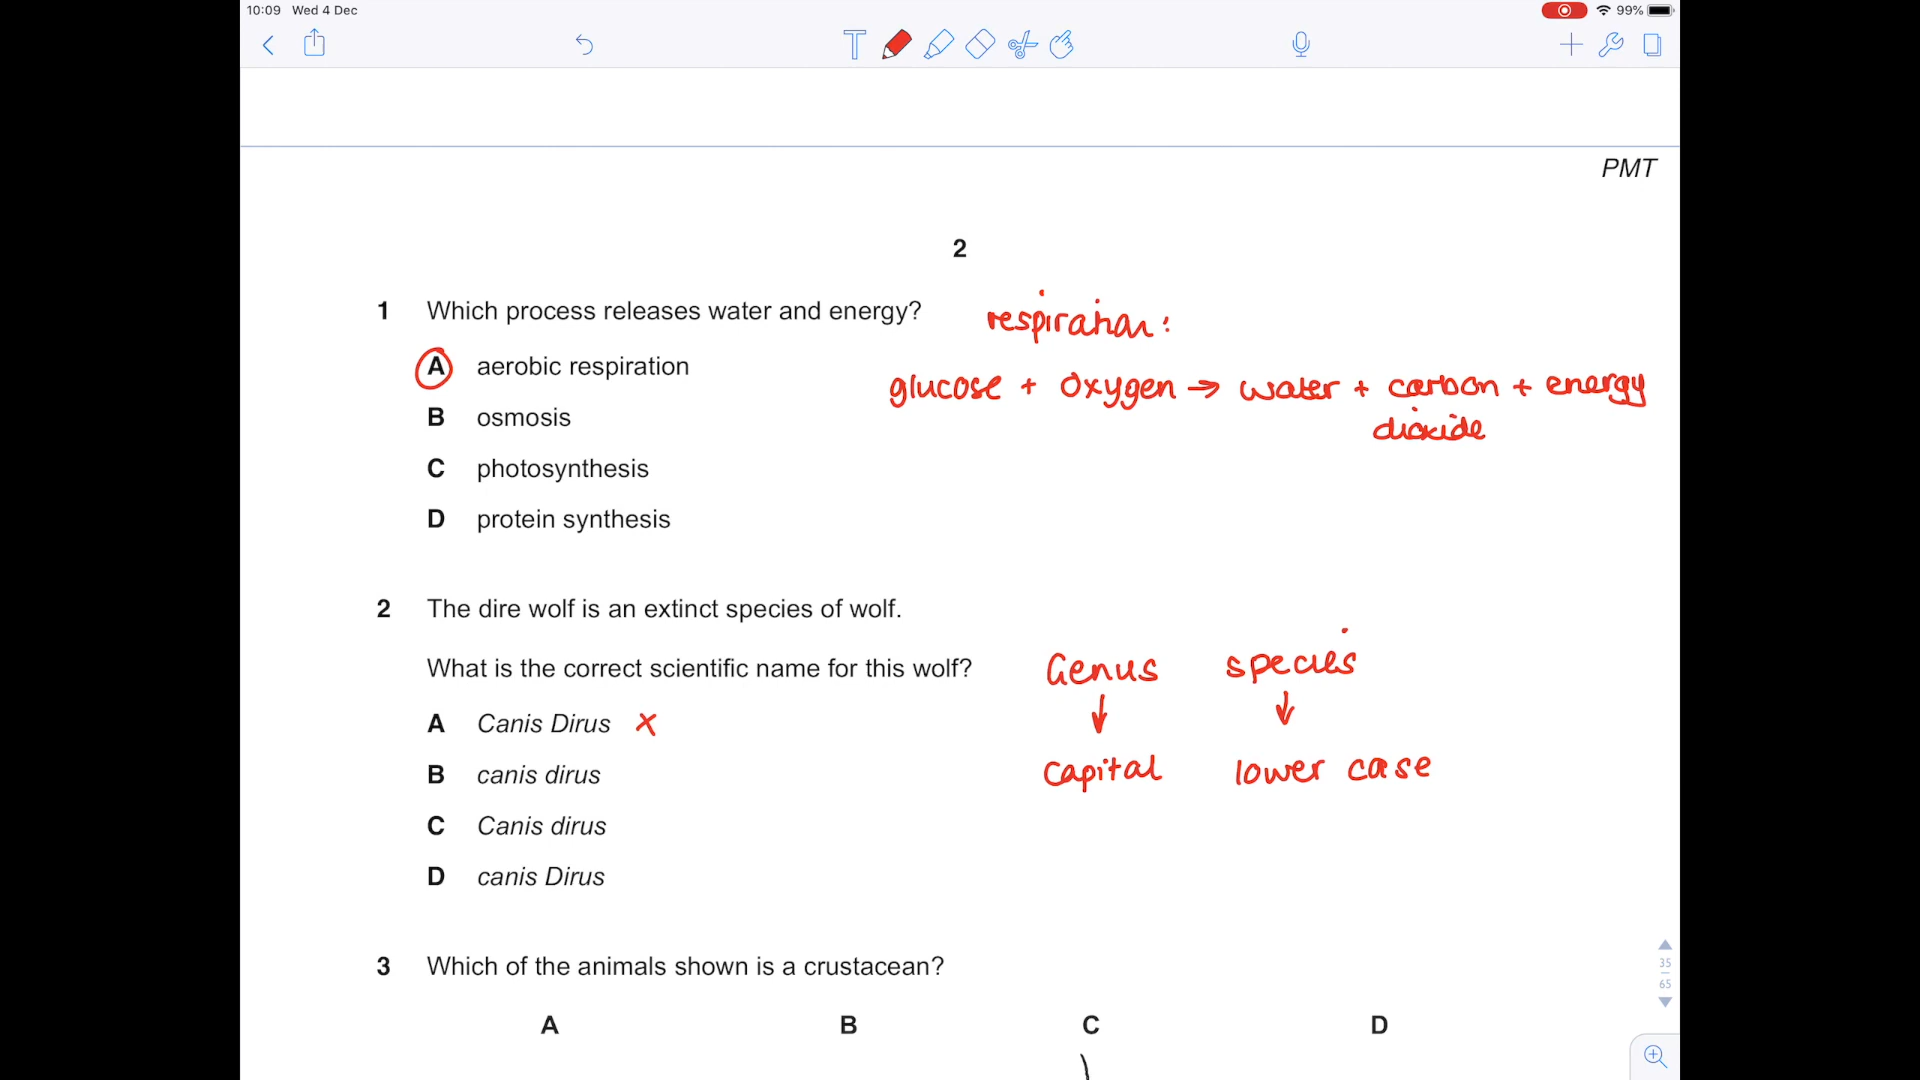 10:09 Wed 4 Dec
99%
PMT
2
1 Which process releases water and energy?
respiration:
A aerobic respiration
glucose + oxygen → water + carbon dioxide + energy
B osmosis
C photosynthesis
D protein synthesis
2 The dire wolf is an extinct species of wolf.
What is the correct scientific name for this wolf?
Genus species
↓ ↓
capital lower case
A Canis Dirus x
B canis dirus
C Canis dirus
D canis Dirus
3 Which of the animals shown is a crustacean?
A B C D
35
65